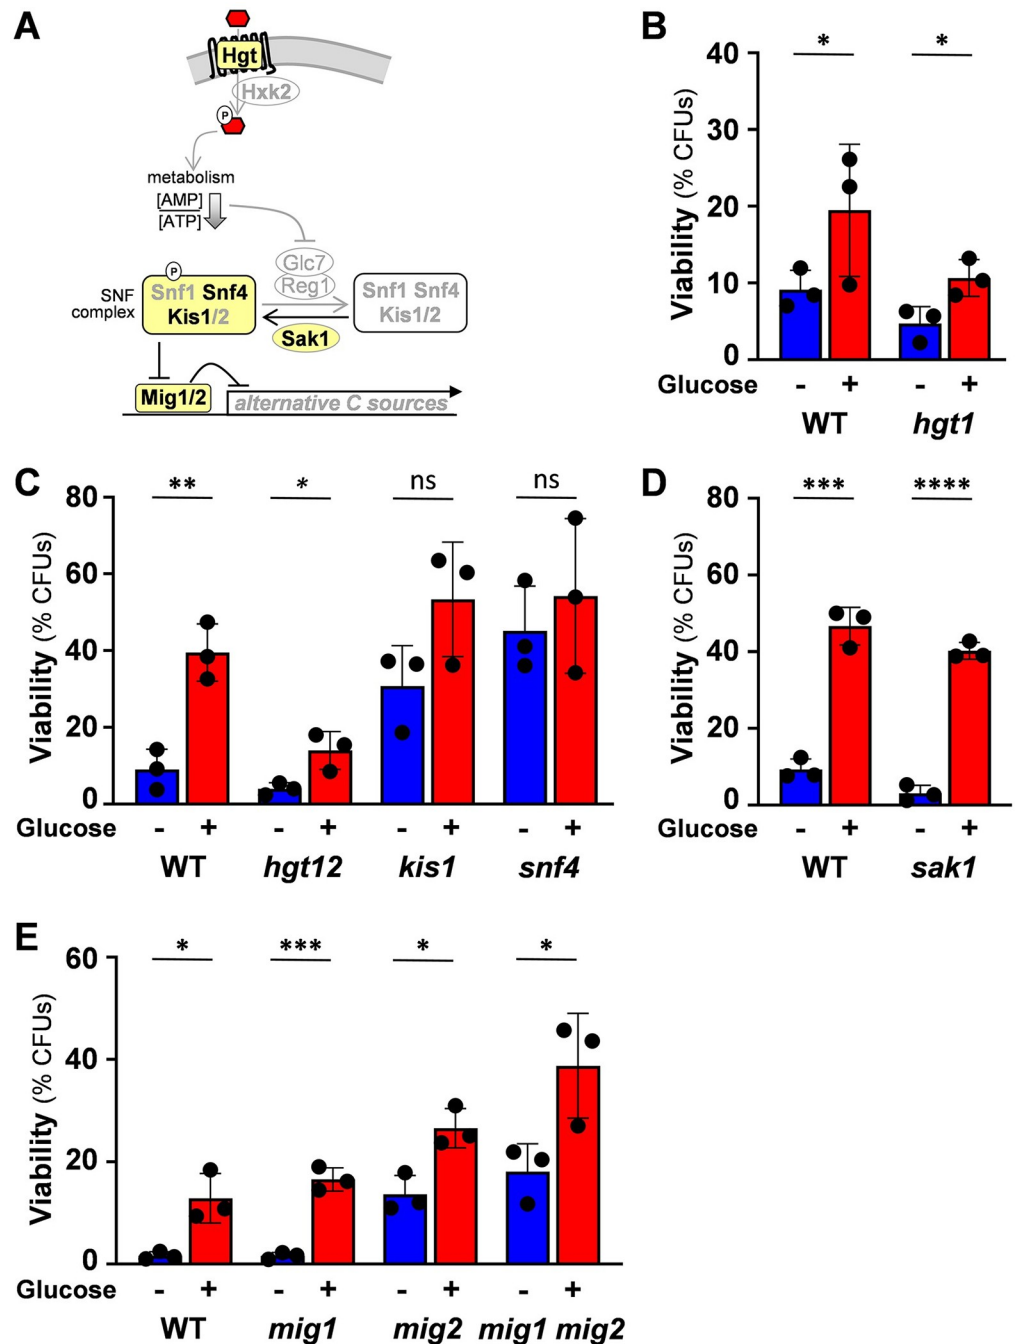 A
Hgt
Hxk2
P
metabolism
[AMP]
[ATP]
Glc7
Reg1
P
SNF
complex
Snf1 Snf4
Kis1/2
Snf1 Snf4
Kis1/2
Sak1
Mig1/2
alternative C sources
B
Viability (% CFUs)
40
30
20
10
0
* *
Glucose - + - +
WT hgt1
C
Viability (% CFUs)
80
60
40
20
0
** * ns ns
Glucose - + - + - + - +
WT hgt12 kis1 snf4
D
Viability (% CFUs)
80
60
40
20
0
*** ****
Glucose - + - +
WT sak1
E
Viability (% CFUs)
60
40
20
0
* *** * *
Glucose - + - + - + - +
WT mig1 mig2 mig1 mig2